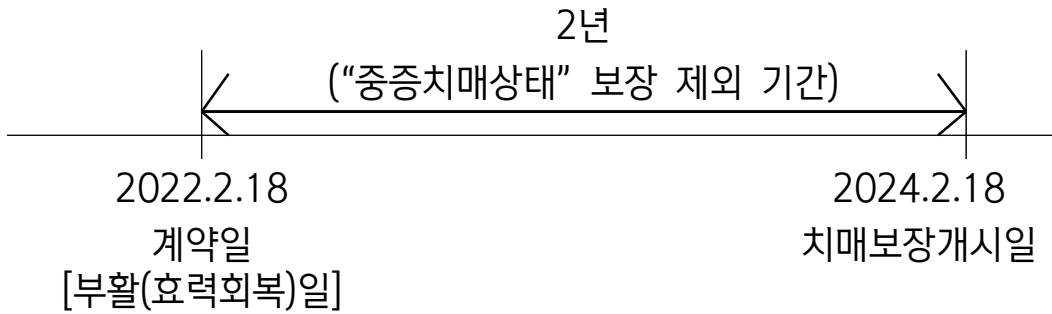 2년
(“중증치매상태” 보장 제외 기간)
2022.2.18
2024.2.18
계약일
치매보장개시일
[부활(효력회복)일]